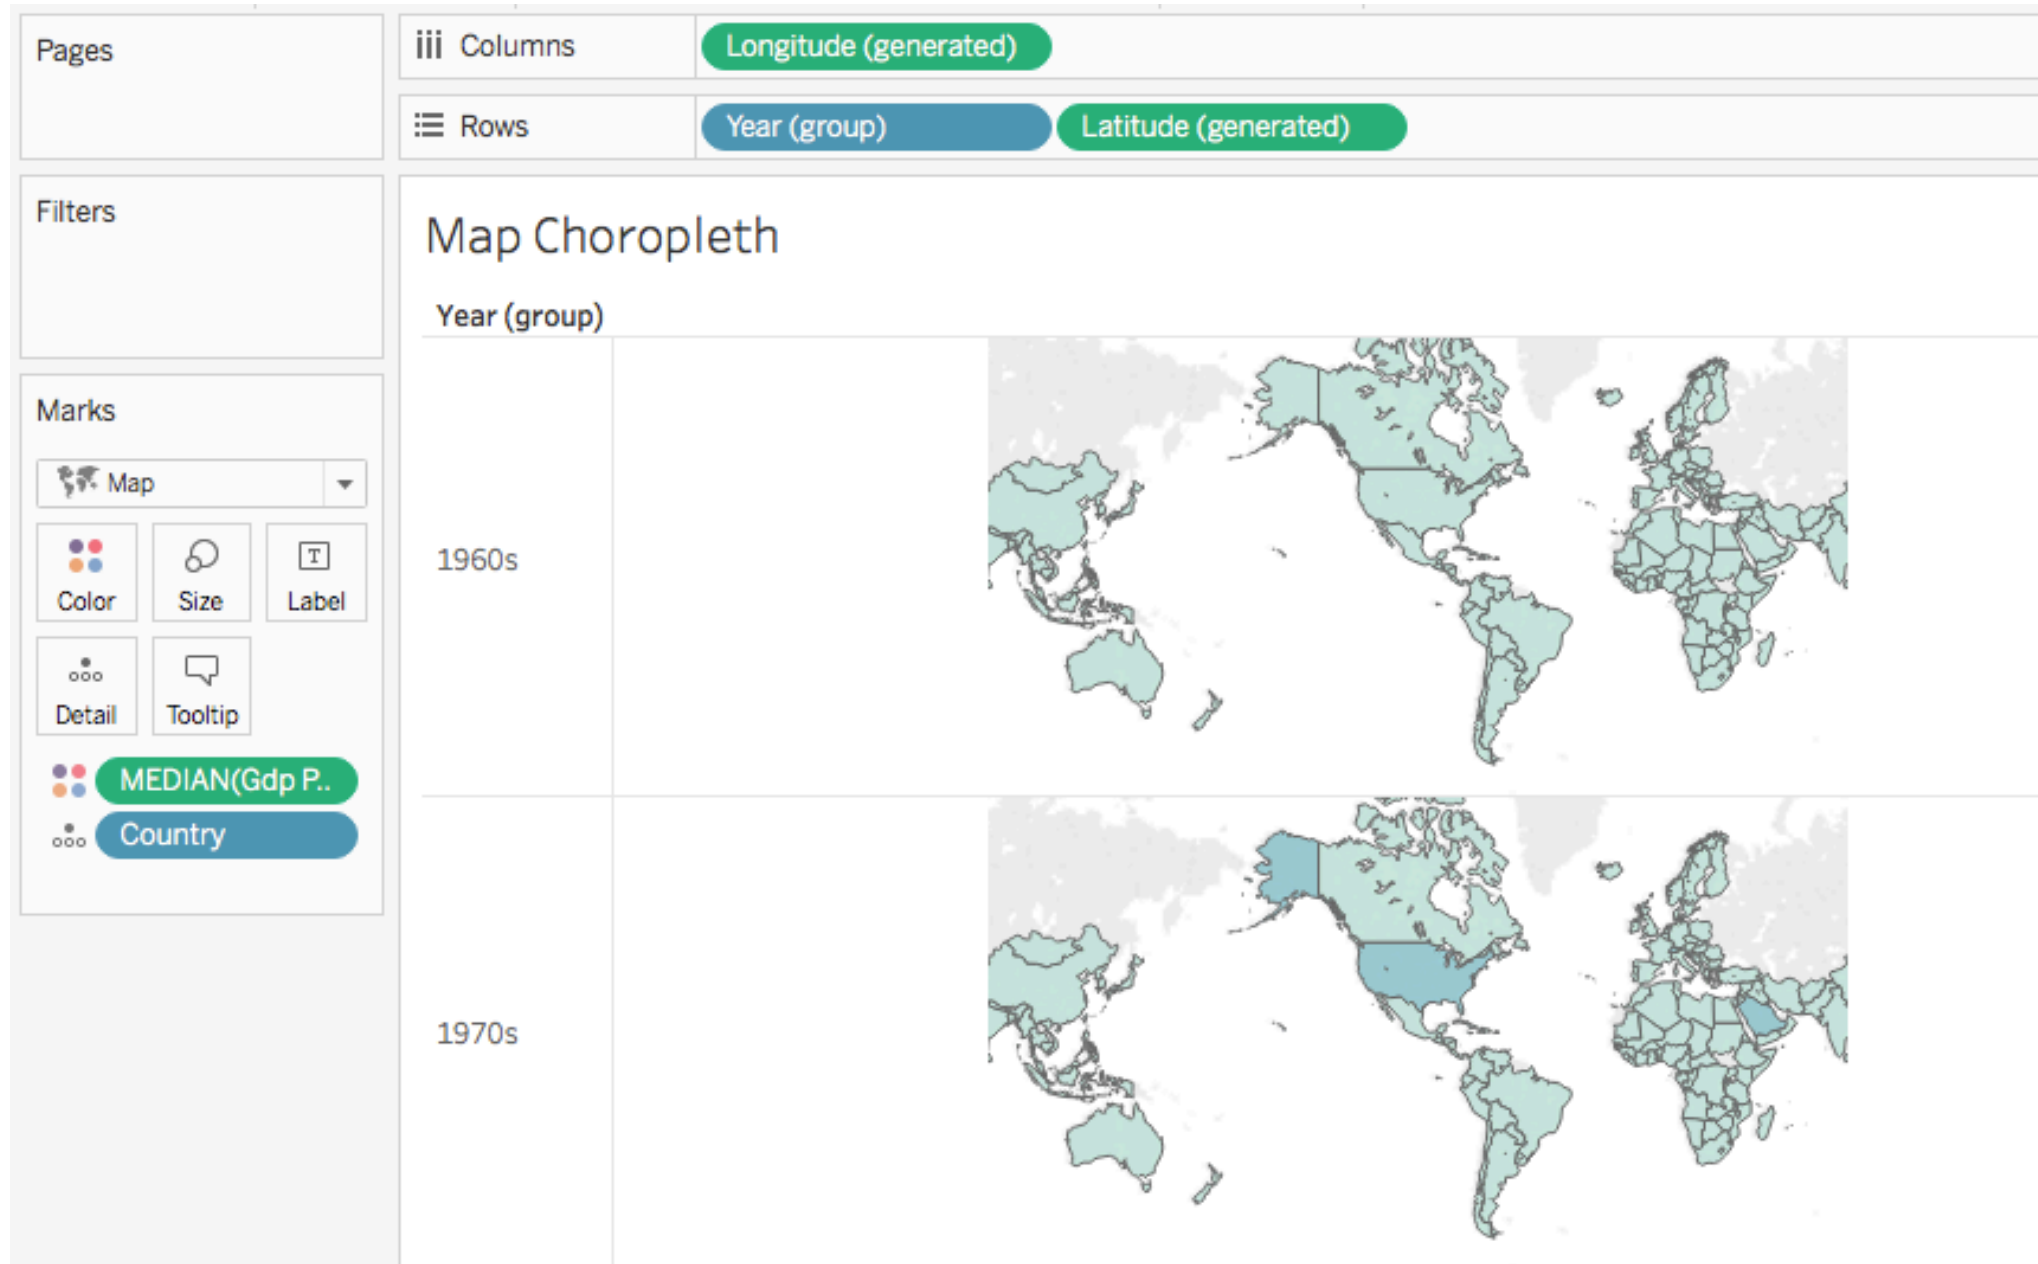 Pages
Columns
Longitude (generated)
Rows
Year (group)
Latitude (generated)
Filters
Map Choropleth
Year (group)
Marks
Map
Color
Size
T
Label
Detail
Tooltip
MEDIAN(Gdp P..
Country
1960s
1970s